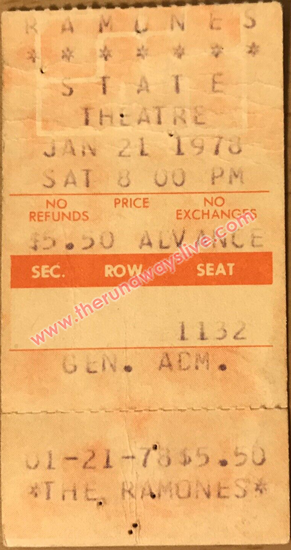 RAMONES
* * * * * * *
STATE
THEATRE
JAN 21 1978
SAT 8 00 PM
NO REFUNDS PRICE NO EXCHANGES
$5.50 ALVANCE
SEC. ROW SEAT
www.therunawayslive.com
1132
GEN. ADM.
01-21-78$5.50
*THE RAMONES*